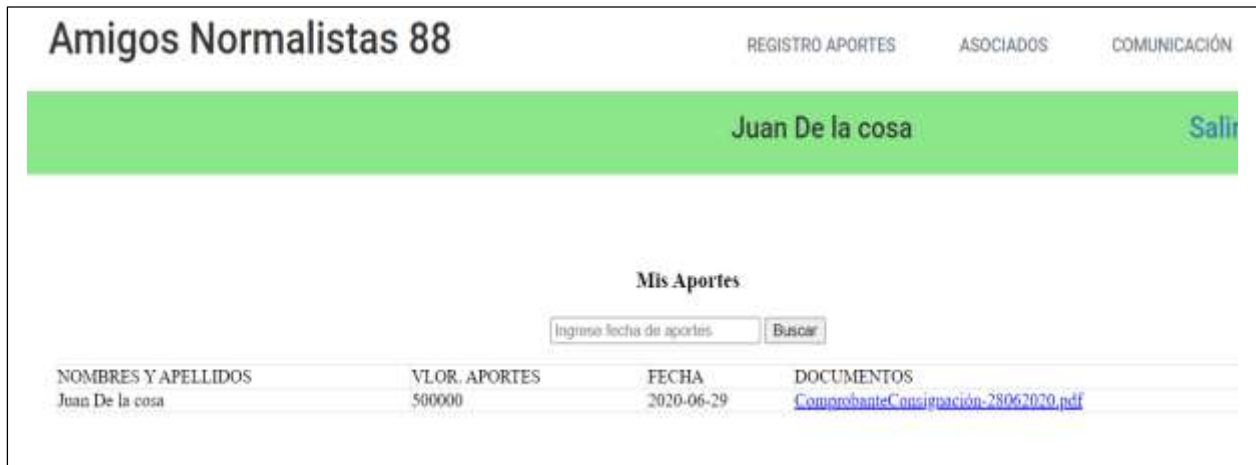 Amigos Normalistas 88 REGISTRO APORTES ASOCIADOS COMUNICACIÓN
Juan De la cosa Salir
Mis Aportes
Ingrese fecha de aportes Buscar
NOMBRES Y APELLIDOS VLOR. APORTES FECHA DOCUMENTOS
Juan De la cosa 500000 2020-06-29 ComprobanteConsignación-28062020.pdf